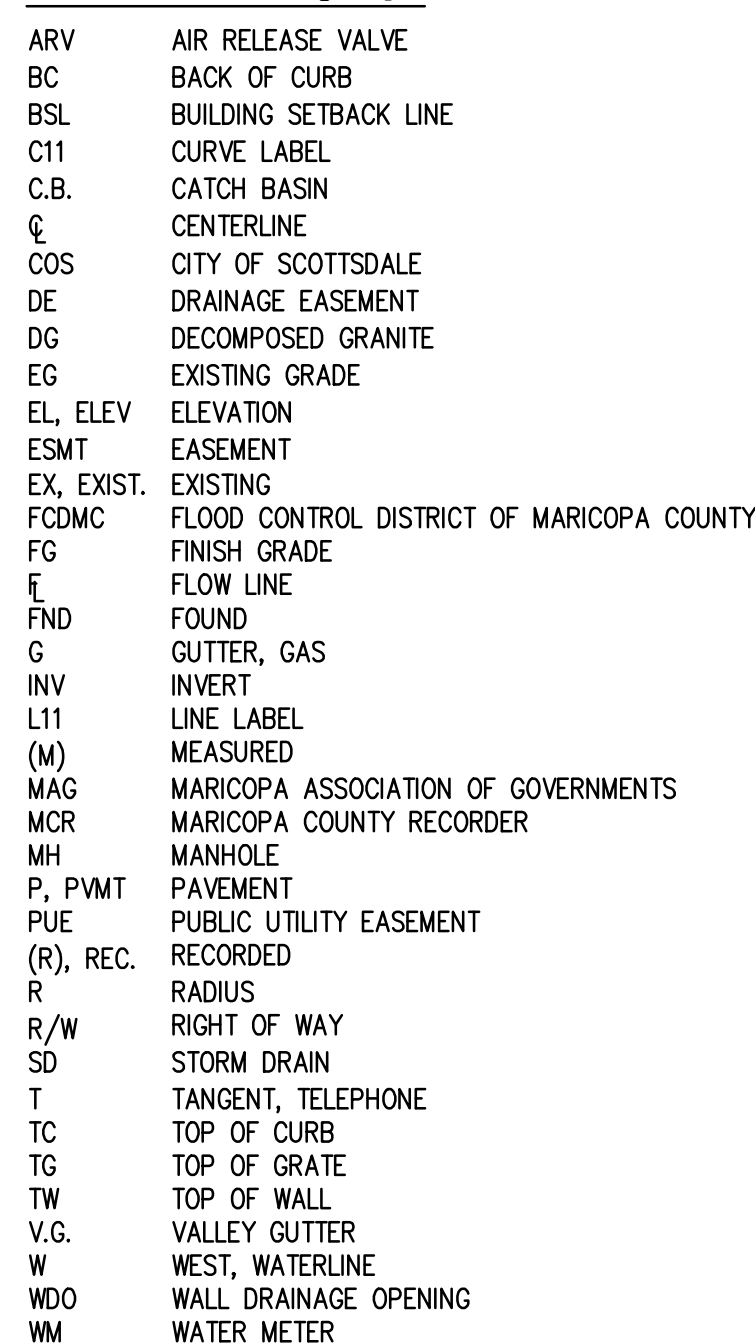 ARV AIR RELEASE VALVE
BC BACK OF CURB
BSL BUILDING SETBACK LINE
C11 CURVE LABEL
C.B. CATCH BASIN
℄ CENTERLINE
COS CITY OF SCOTTSDALE
DE DRAINAGE EASEMENT
DG DECOMPOSED GRANITE
EG EXISTING GRADE
EL, ELEV ELEVATION
ESMT EASEMENT
EX, EXIST. EXISTING
FCDMC FLOOD CONTROL DISTRICT OF MARICOPA COUNTY
FG FINISH GRADE
FL FLOW LINE
FND FOUND
G GUTTER, GAS
INV INVERT
L11 LINE LABEL
(M) MEASURED
MAG MARICOPA ASSOCIATION OF GOVERNMENTS
MCR MARICOPA COUNTY RECORDER
MH MANHOLE
P, PVMT PAVEMENT
PUE PUBLIC UTILITY EASEMENT
(R), REC. RECORDED
R RADIUS
R/W RIGHT OF WAY
SD STORM DRAIN
T TANGENT, TELEPHONE
TC TOP OF CURB
TG TOP OF GRATE
TW TOP OF WALL
V.G. VALLEY GUTTER
W WEST, WATERLINE
WDO WALL DRAINAGE OPENING
WM WATER METER